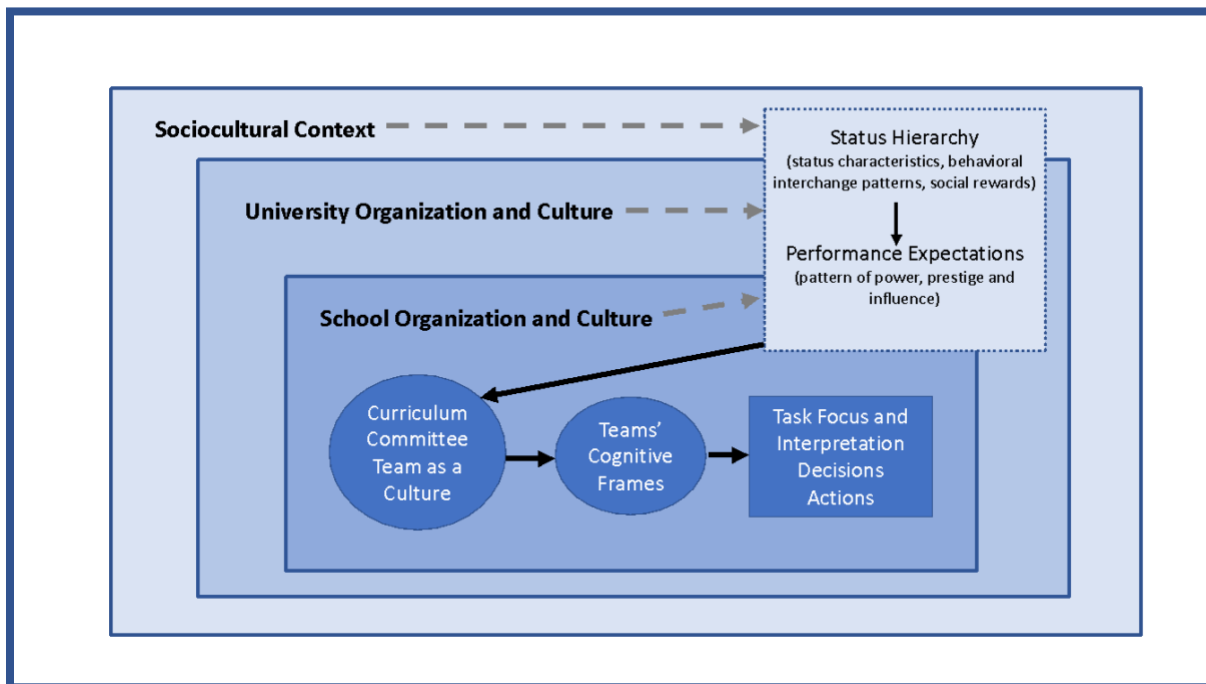 Sociocultural Context
Status Hierarchy
(status characteristics, behavioral
interchange patterns, social rewards)
University Organization and Culture
Performance Expectations
(pattern of power, prestige and
influence)
School Organization and Culture
Curriculum
Committee
Team as a
Culture
Teams’
Cognitive
Frames
Task Focus and
Interpretation
Decisions
Actions